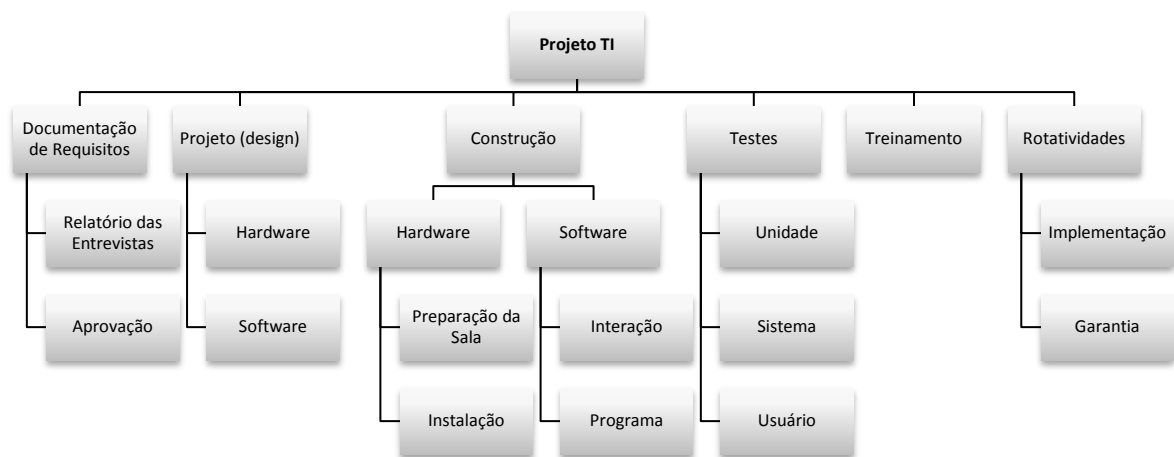 Projeto TI
Documentação
de Requisitos
Projeto (design)
Construção
Testes
Treinamento
Rotatividades
Relatório das
Entrevistas
Hardware
Hardware
Software
Unidade
Implementação
Aprovação
Software
Preparação da
Sala
Interação
Sistema
Garantia
Instalação
Programa
Usuário